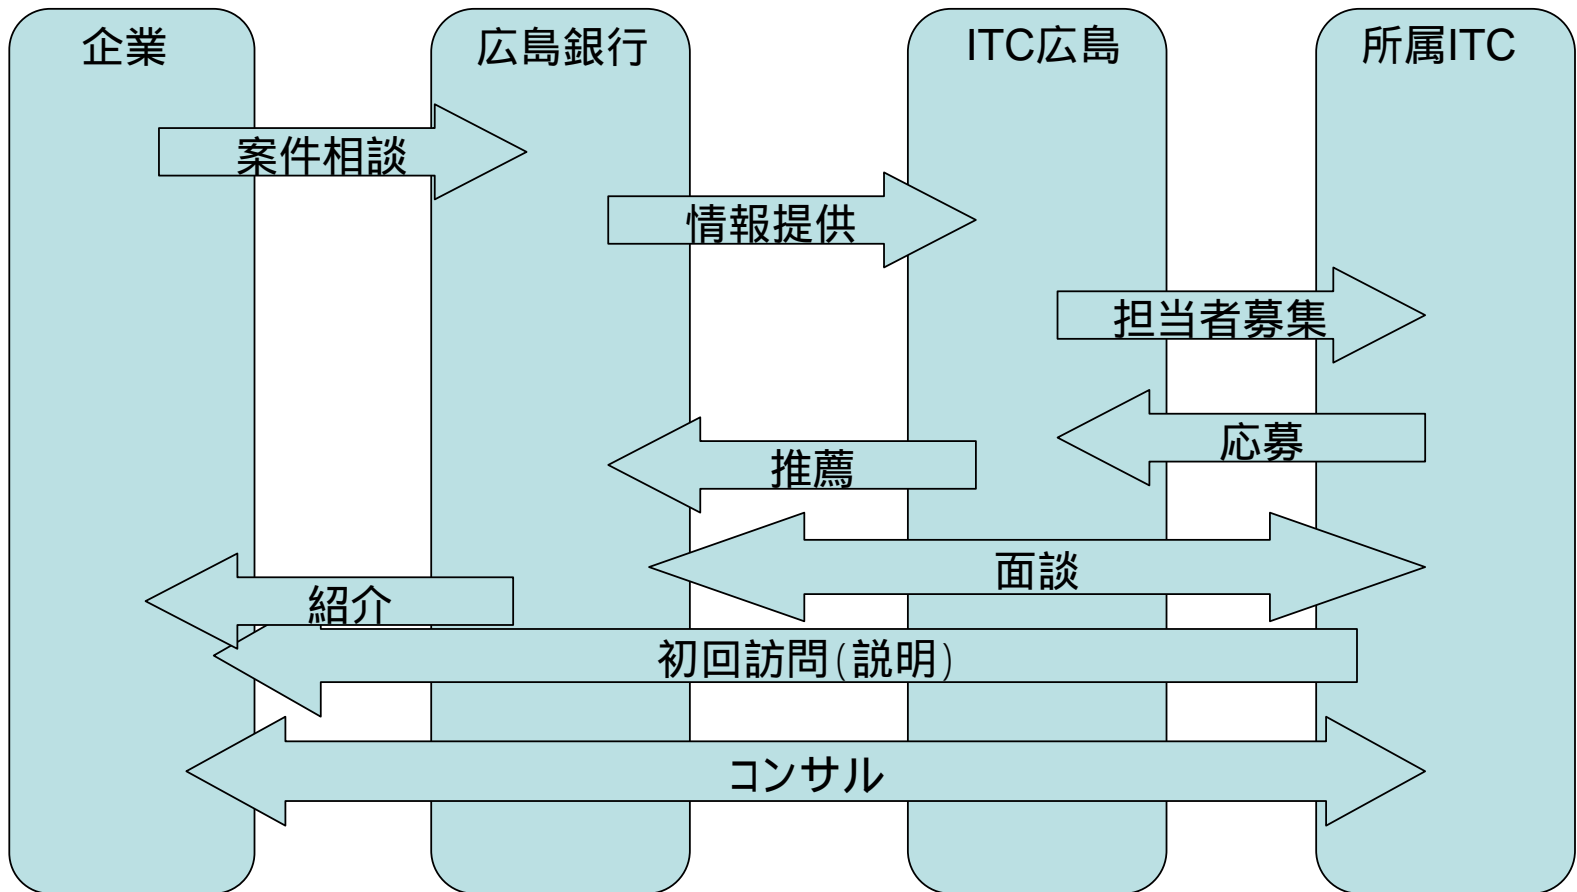 企業
広島銀行
ITC広島
所属ITC
案件相談
情報提供
担当者募集
応募
推薦
面談
紹介
初回訪問(説明)
コンサル